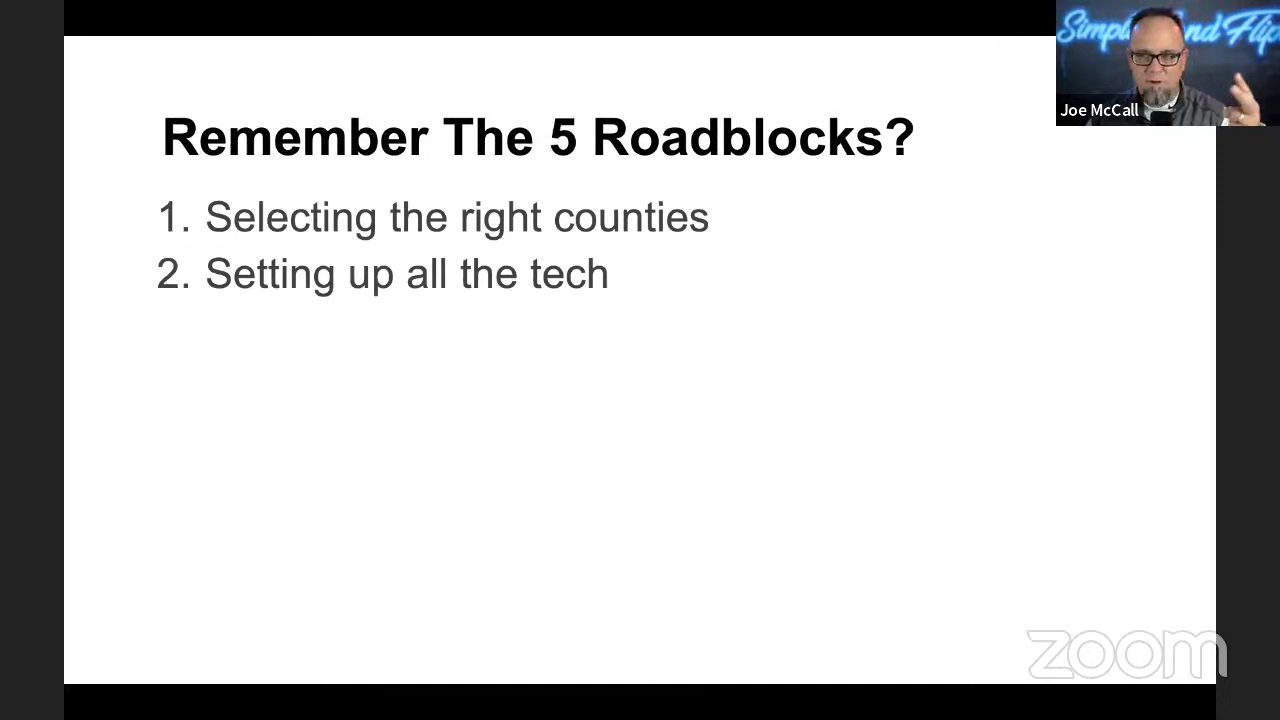 Remember The 5 Roadblocks?
1. Selecting the right counties
2. Setting up all the tech
Joe McCall
zoom